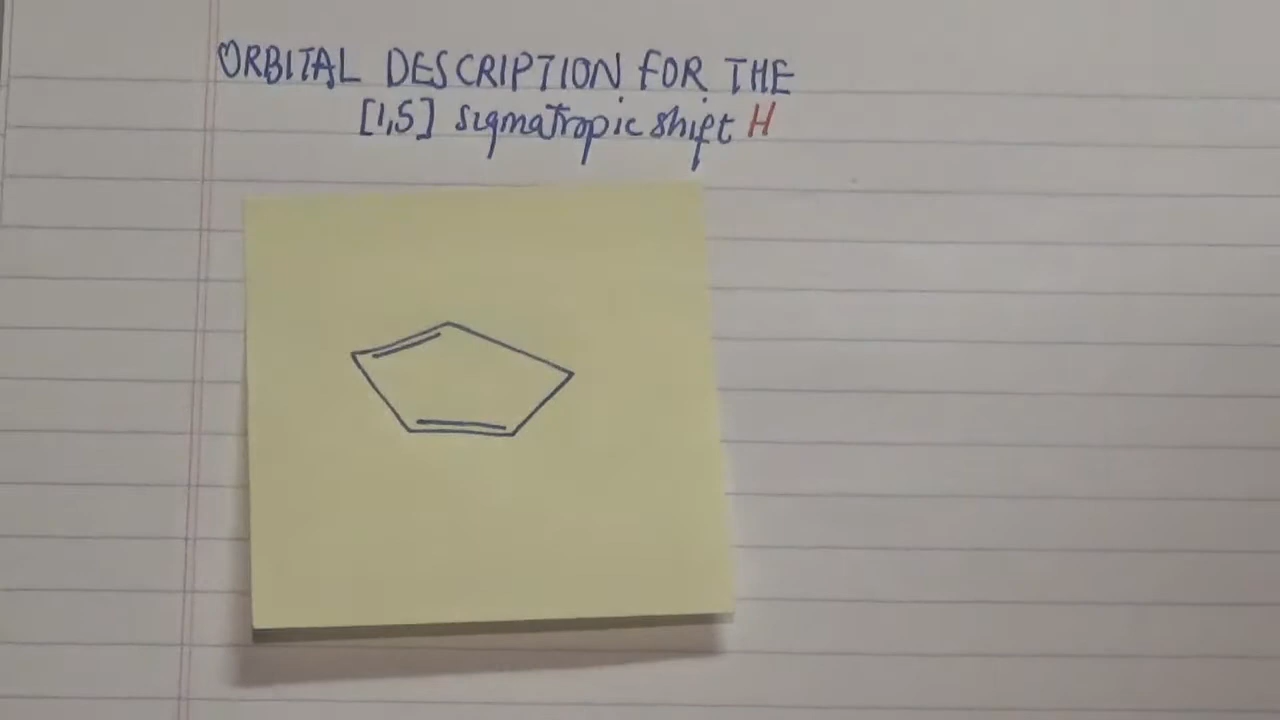 ORBITAL DESCRIPTION FOR THE
[1,5] sigmatropic shift H